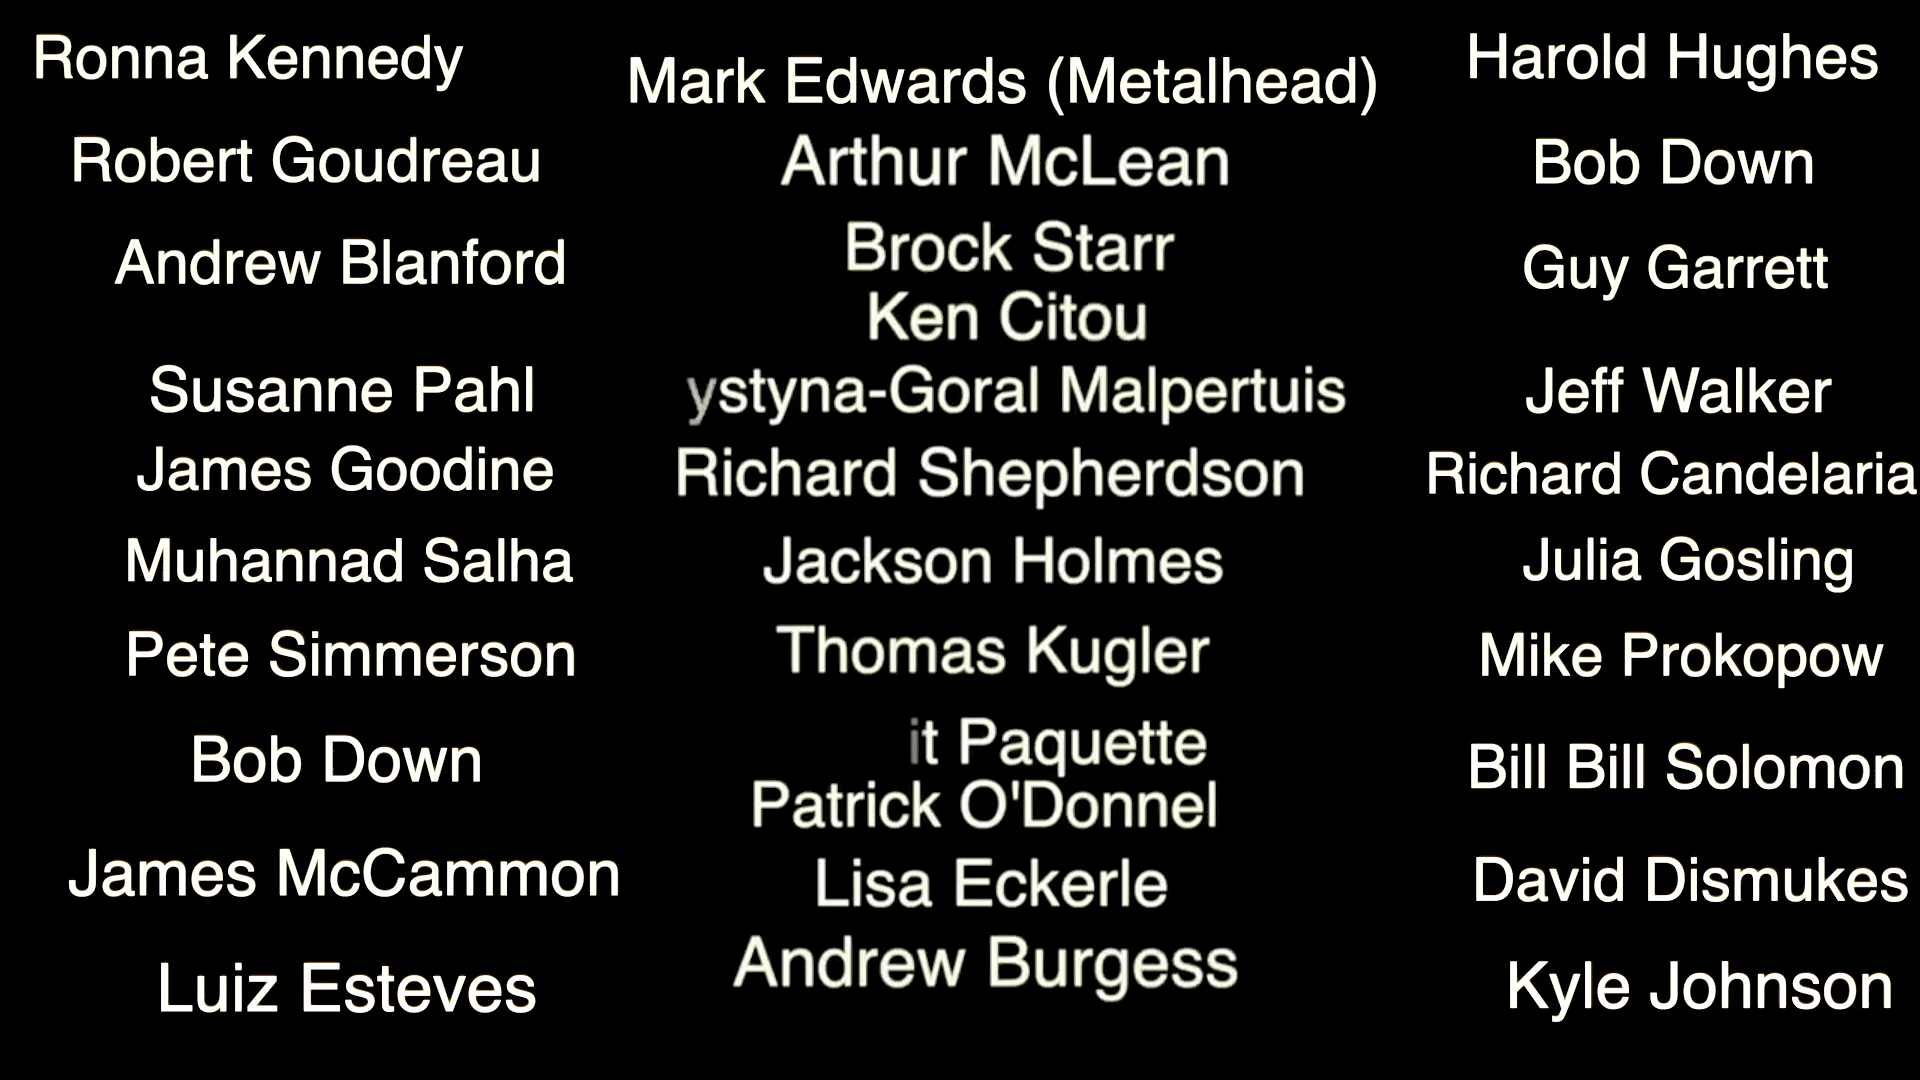 Ronna Kennedy
Robert Goudreau
Andrew Blanford
Susanne Pahl
James Goodine
Muhannad Salha
Pete Simmerson
Bob Down
James McCammon
Luiz Esteves
Mark Edwards (Metalhead)
Arthur McLean
Brock Starr
Ken Citou
ystyna-Goral Malpertuis
Richard Shepherdson
Jackson Holmes
Thomas Kugler
it Paquette
Patrick O'Donnel
Lisa Eckerle
Andrew Burgess
Harold Hughes
Bob Down
Guy Garrett
Jeff Walker
Richard Candelaria
Julia Gosling
Mike Prokopow
Bill Bill Solomon
David Dismukes
Kyle Johnson